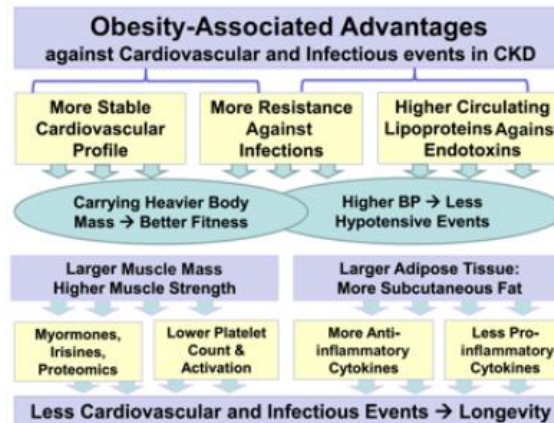 Obesity-Associated Advantages
against Cardiovascular and Infectious events in CKD
More Stable
Cardiovascular
Profile
More Resistance
Against
Infections
Higher Circulating
Lipoproteins Agains
Endotoxins
Carrying Heavier Body
Mass → Better Fitness
Higher BP → Less
Hypotensive Events
Larger Muscle Mass
Higher Muscle Strength
Larger Adipose Tissue:
More Subcutaneous Fat
Myormones,
Irisines,
Proteomics
Lower Platelet
Count &
Activation
More Anti-
inflammatory
Cytokines
Less Pro-
inflammatory
Cytokines
Less Cardiovascular and Infectious Events → Longevity